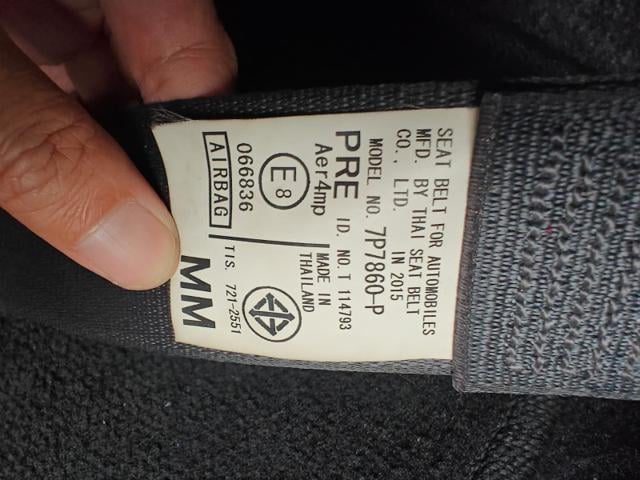 SEAT BELT FOR AUTOMOBILES
MFD. BY THAI SEAT BELT
CO., LTD. IN 2015
MODEL NO. 7P7860-P
PRE ID. NO. T 114793
Aer4mp
MADE IN
THAILAND
E8
066836
TIS. 721-2551
AIRBAG
MM